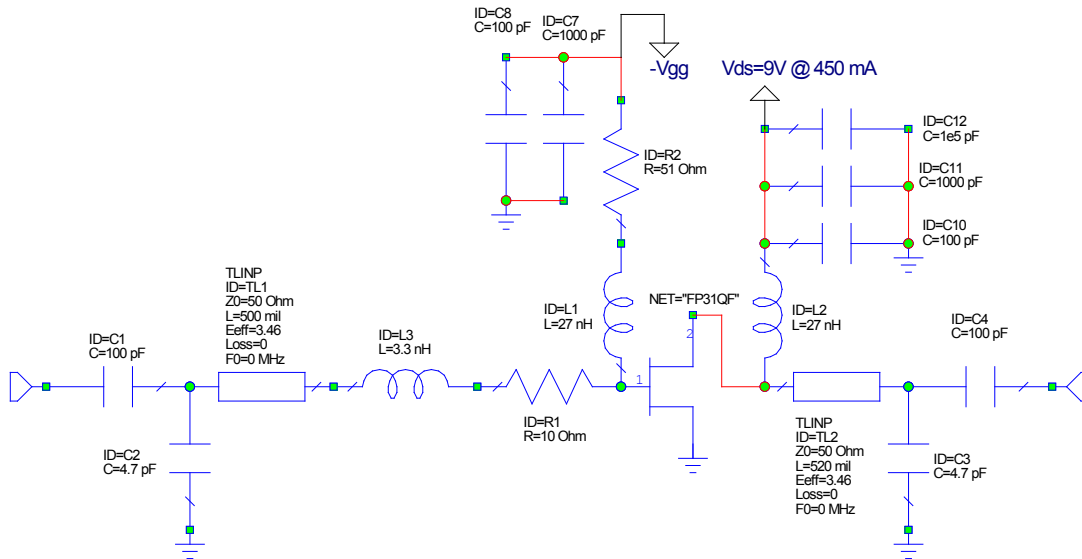 ID=C8
C=100 pF
ID=C7
C=1000 pF
-Vgg
Vds=9V @ 450 mA
ID=C12
C=1e5 pF
ID=R2
R=51 Ohm
ID=C11
C=1000 pF
ID=C10
C=100 pF
TLINP
ID=TL1
Z0=50 Ohm
L=500 mil
Eeff=3.46
Loss=0
F0=0 MHz
ID=L1
L=27 nH
NET="FP31QF"
ID=L2
L=27 nH
ID=C4
C=100 pF
ID=C1
C=100 pF
ID=L3
L=3.3 nH
2
1
ID=R1
R=10 Ohm
TLINP
ID=TL2
Z0=50 Ohm
L=520 mil
Eeff=3.46
Loss=0
F0=0 MHz
ID=C2
C=4.7 pF
ID=C3
C=4.7 pF